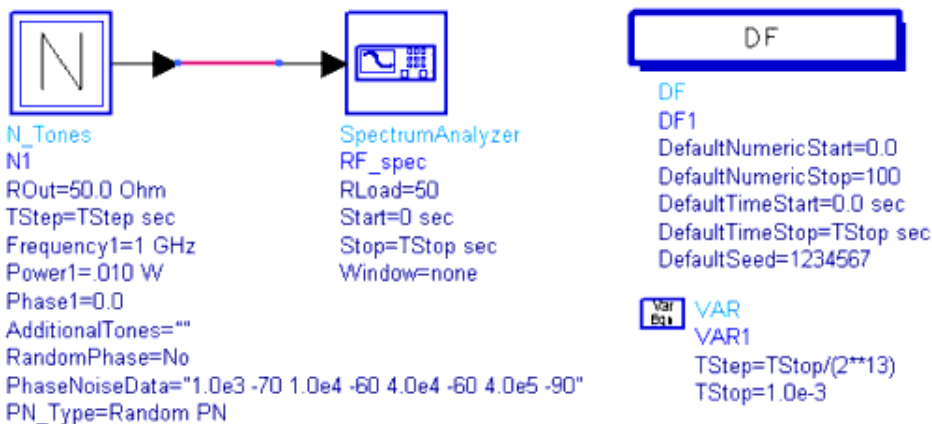 N
N_Tones
N1
ROut=50.0 Ohm
TStep=TStep sec
Frequency1=1 GHz
Power1=.010 W
Phase1=0.0
AdditionalTones=""
RandomPhase=No
PhaseNoiseData="1.0e3 -70 1.0e4 -60 4.0e4 -60 4.0e5 -90"
PN_Type=Random PN
SpectrumAnalyzer
RF_spec
RLoad=50
Start=0 sec
Stop=TStop sec
Window=none
DF
DF
DF1
DefaultNumericStart=0.0
DefaultNumericStop=100
DefaultTimeStart=0.0 sec
DefaultTimeStop=TStop sec
DefaultSeed=1234567
Var
Eqn
VAR
VAR1
TStep=TStop/(2**13)
TStop=1.0e-3